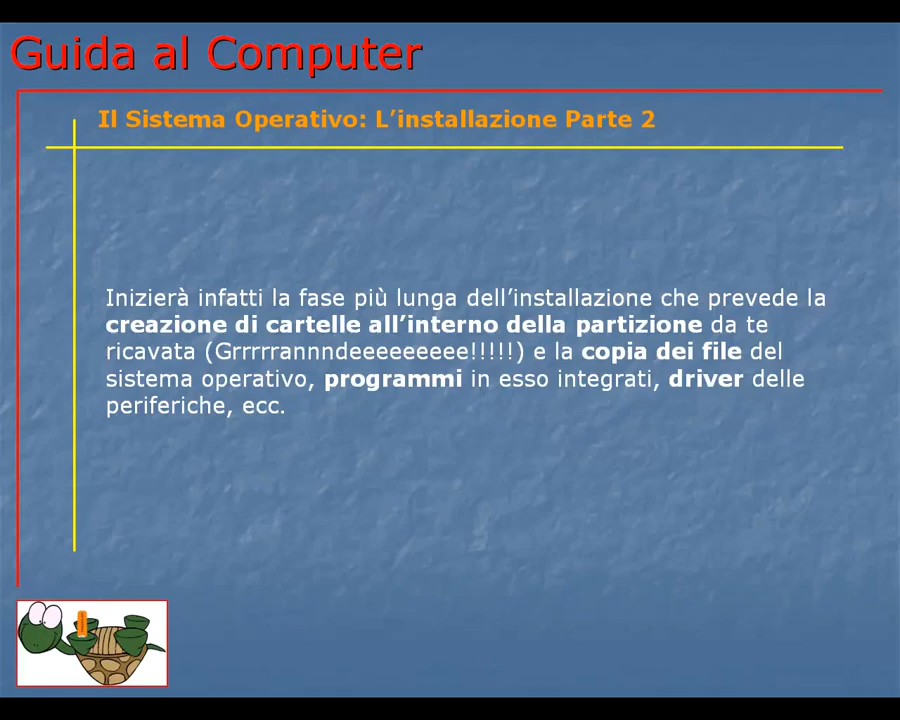 Guida al Computer
Il Sistema Operativo: L’installazione Parte 2
Inizierà infatti la fase più lunga dell’installazione che prevede la
creazione di cartelle all’interno della partizione da te
ricavata (Grrrrrannndeeeeeeeee!!!!!) e la copia dei file del
sistema operativo, programmi in esso integrati, driver delle
periferiche, ecc.